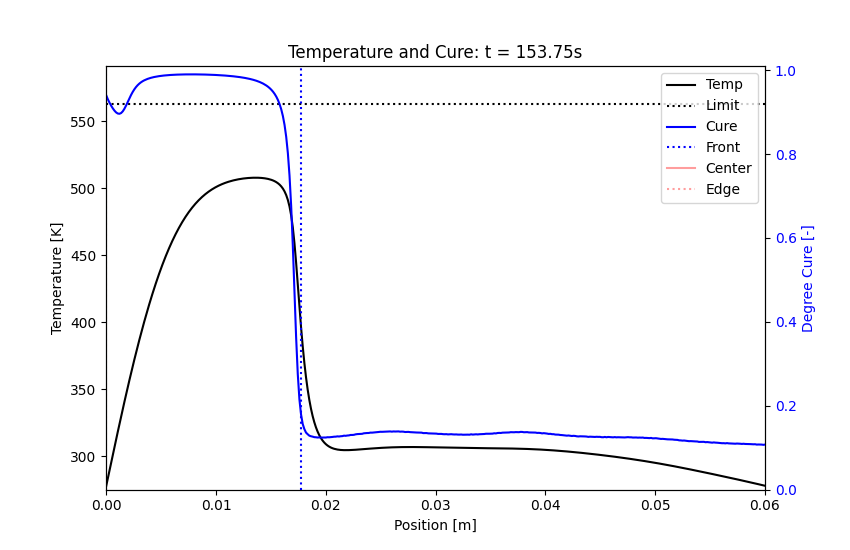 Temperature and Cure: t = 153.75s
Temp
Limit
Cure
Front
Center
Edge
Temperature [K]
550
500
450
400
350
300
1.0
0.8
0.6
0.4
0.2
0.0
Degree Cure [-]
0.00 0.01 0.02 0.03 0.04 0.05 0.06
Position [m]